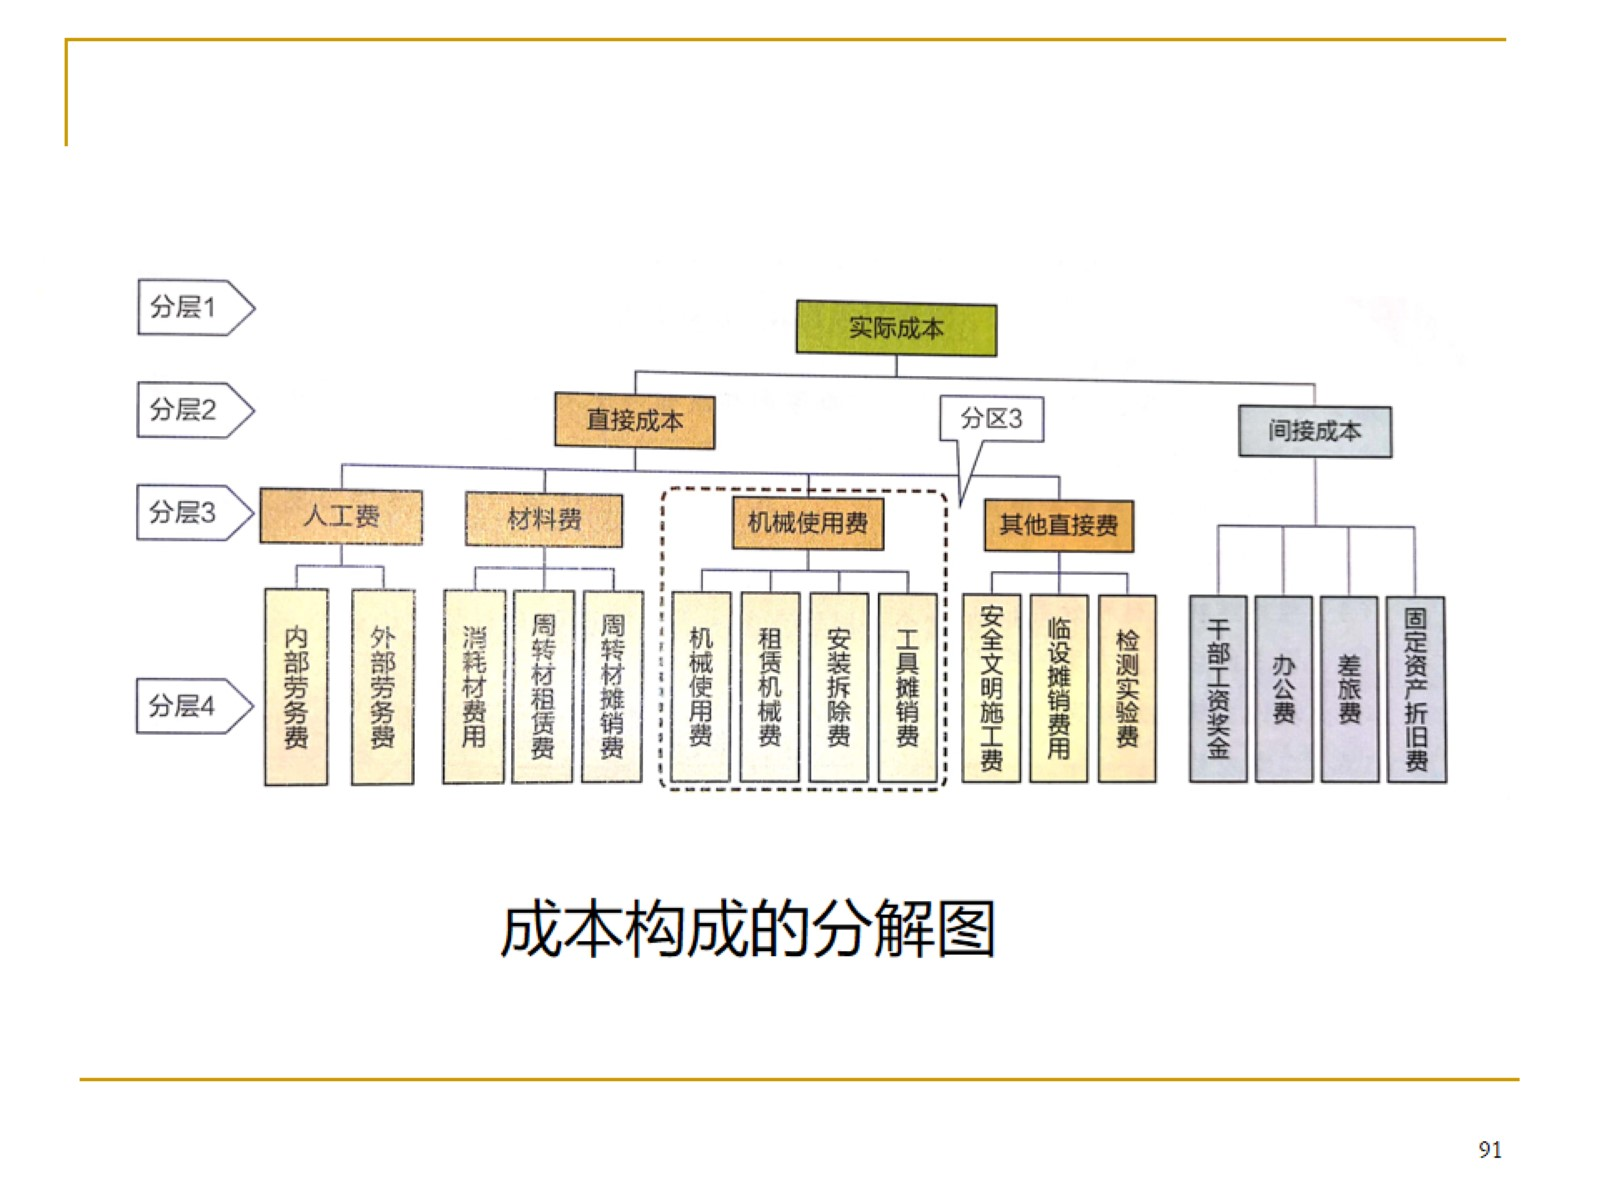 分层1
实际成本
分层2
直接成本
分区3
间接成本
分层3
人工费
材料费
机械使用费
其他直接费
分层4
内部劳务费
外部劳务费
消耗材费用
周转材租赁费
周转材摊销费
机械使用费
租赁机械费
安装拆除费
工具摊销费
安全文明施工费
临设摊销费用
检测实验费
干部工资奖金
办公费
差旅费
固定资产折旧费
成本构成的分解图
91